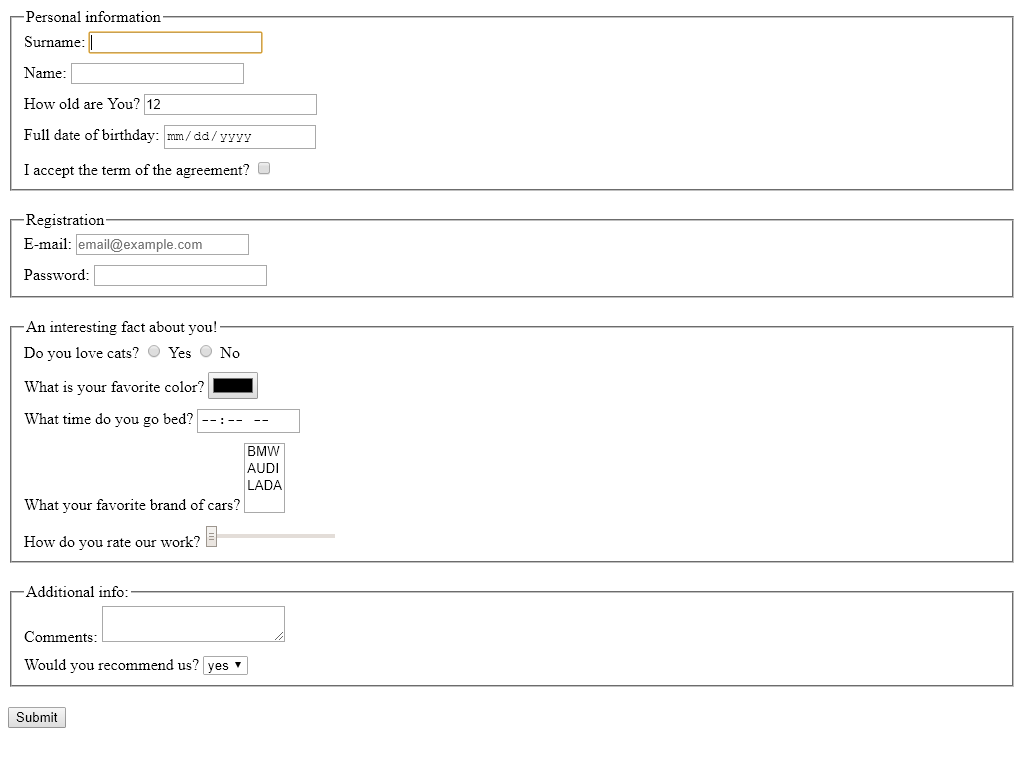 Personal information
Surname:
Name:
How old are You? 12
Full date of birthday: mm/dd/yyyy
I accept the term of the agreement?
Registration
E-mail: email@example.com
Password:
An interesting fact about you!
Do you love cats? Yes No
What is your favorite color?
What time do you go bed? --:-- --
BMW
AUDI
LADA
What your favorite brand of cars?
How do you rate our work?
Additional info:
Comments:
Would you recommend us? yes
Submit